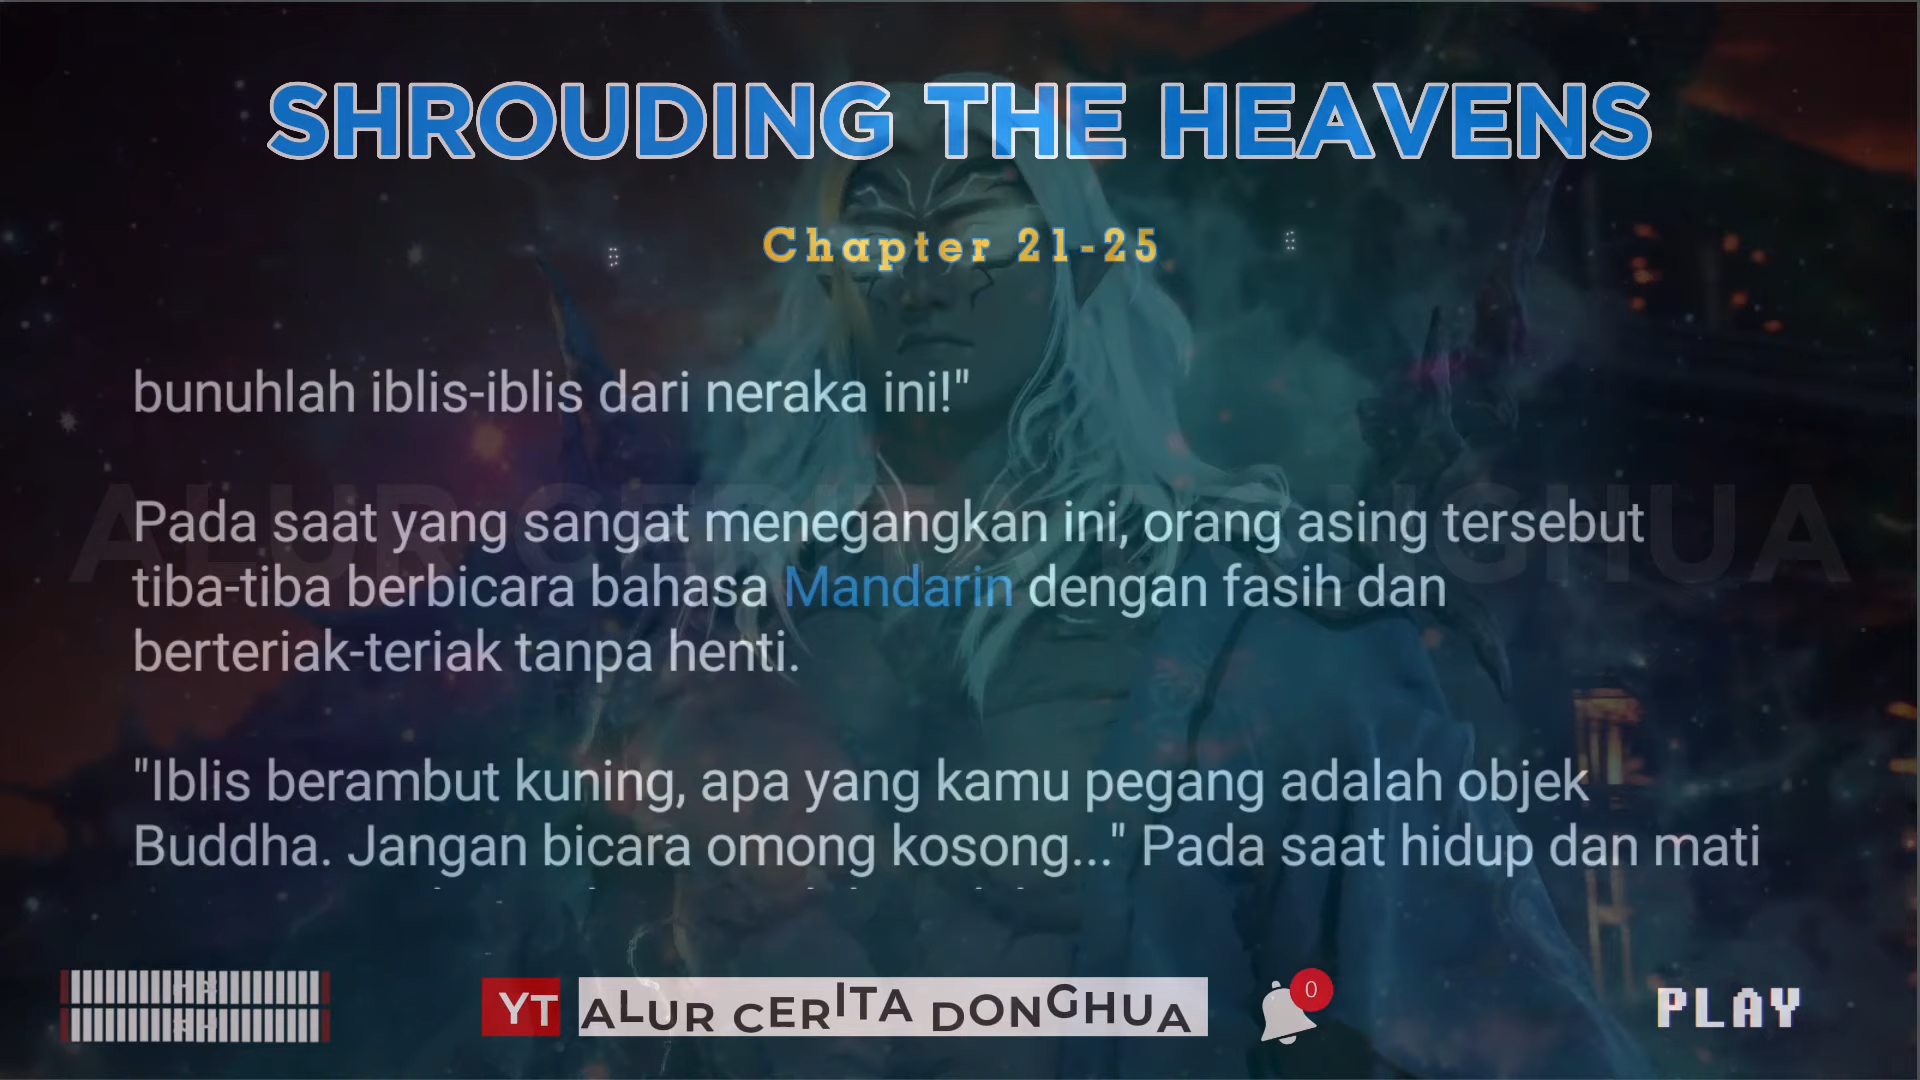 SHROUDING THE HEAVENS
Chapter 21-25
bunuhlah iblis-iblis dari neraka ini!"
Pada saat yang sangat menegangkan ini, orang asing tersebut
tiba-tiba berbicara bahasa Mandarin dengan fasih dan
berteriak-teriak tanpa henti.
"Iblis berambut kuning, apa yang kamu pegang adalah objek
Buddha. Jangan bicara omong kosong..." Pada saat hidup dan mati
ALUR CERITA DONGHUA
YT ALUR CERITA DONGHUA
0
PLAY